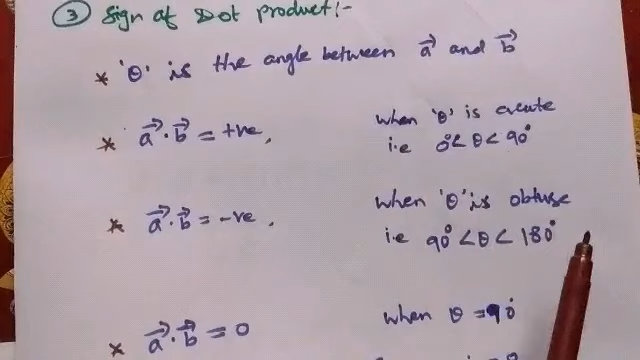 ③ Sign of Dot product:-
* 'θ' is the angle between a⃗ and b⃗
* a⃗.b⃗ = +ve, when 'θ' is acute
i.e 0°<θ<90°
* a⃗.b⃗ = -ve, when 'θ' is obtuse
i.e 90°<θ<180°
* a⃗.b⃗ = 0 when θ = 90°